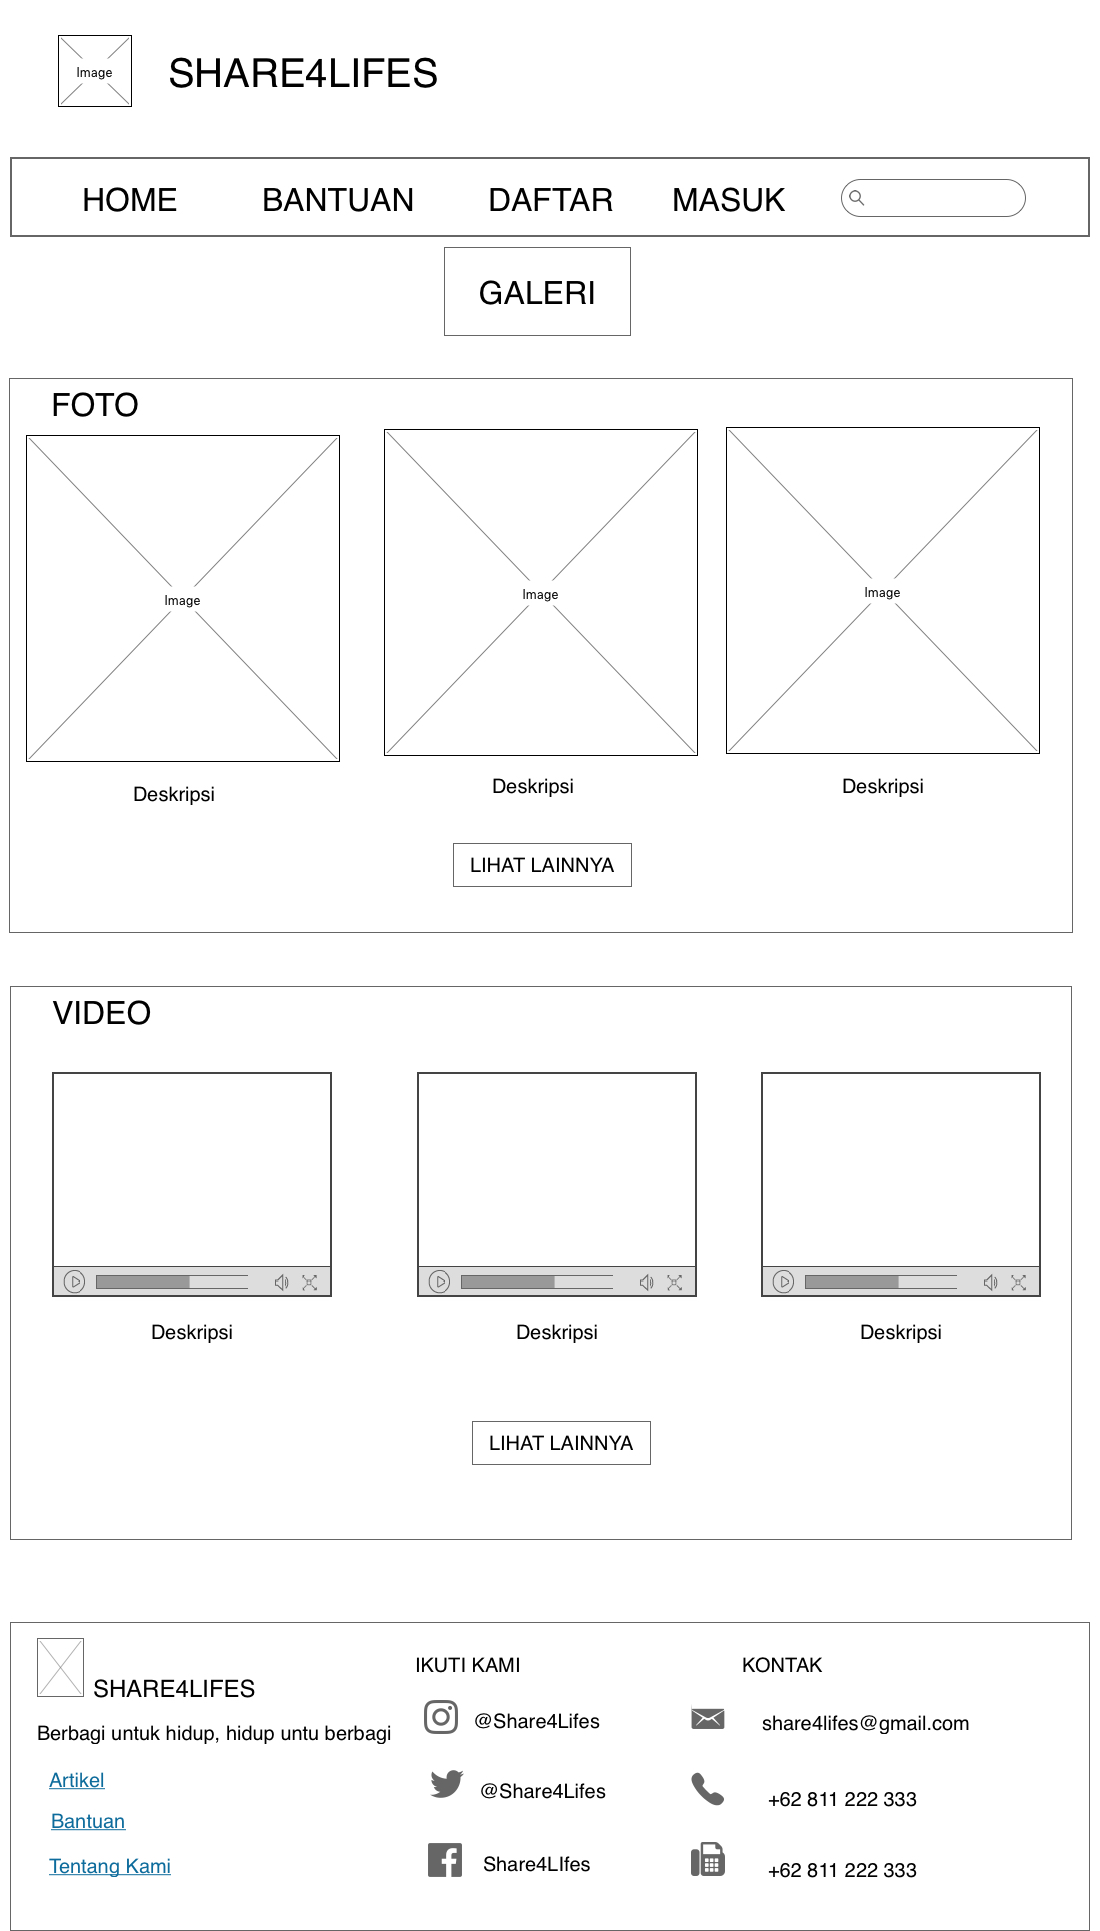 Image
SHARE4LIFES
HOME BANTUAN DAFTAR MASUK
GALERI
FOTO
Image Image Image
Deskripsi Deskripsi Deskripsi
LIHAT LAINNYA
VIDEO
Deskripsi Deskripsi Deskripsi
LIHAT LAINNYA
SHARE4LIFES
Berbagi untuk hidup, hidup untu berbagi
Artikel
Bantuan
Tentang Kami
IKUTI KAMI
@Share4Lifes
@Share4Lifes
Share4LIfes
KONTAK
share4lifes@gmail.com
+62 811 222 333
+62 811 222 333